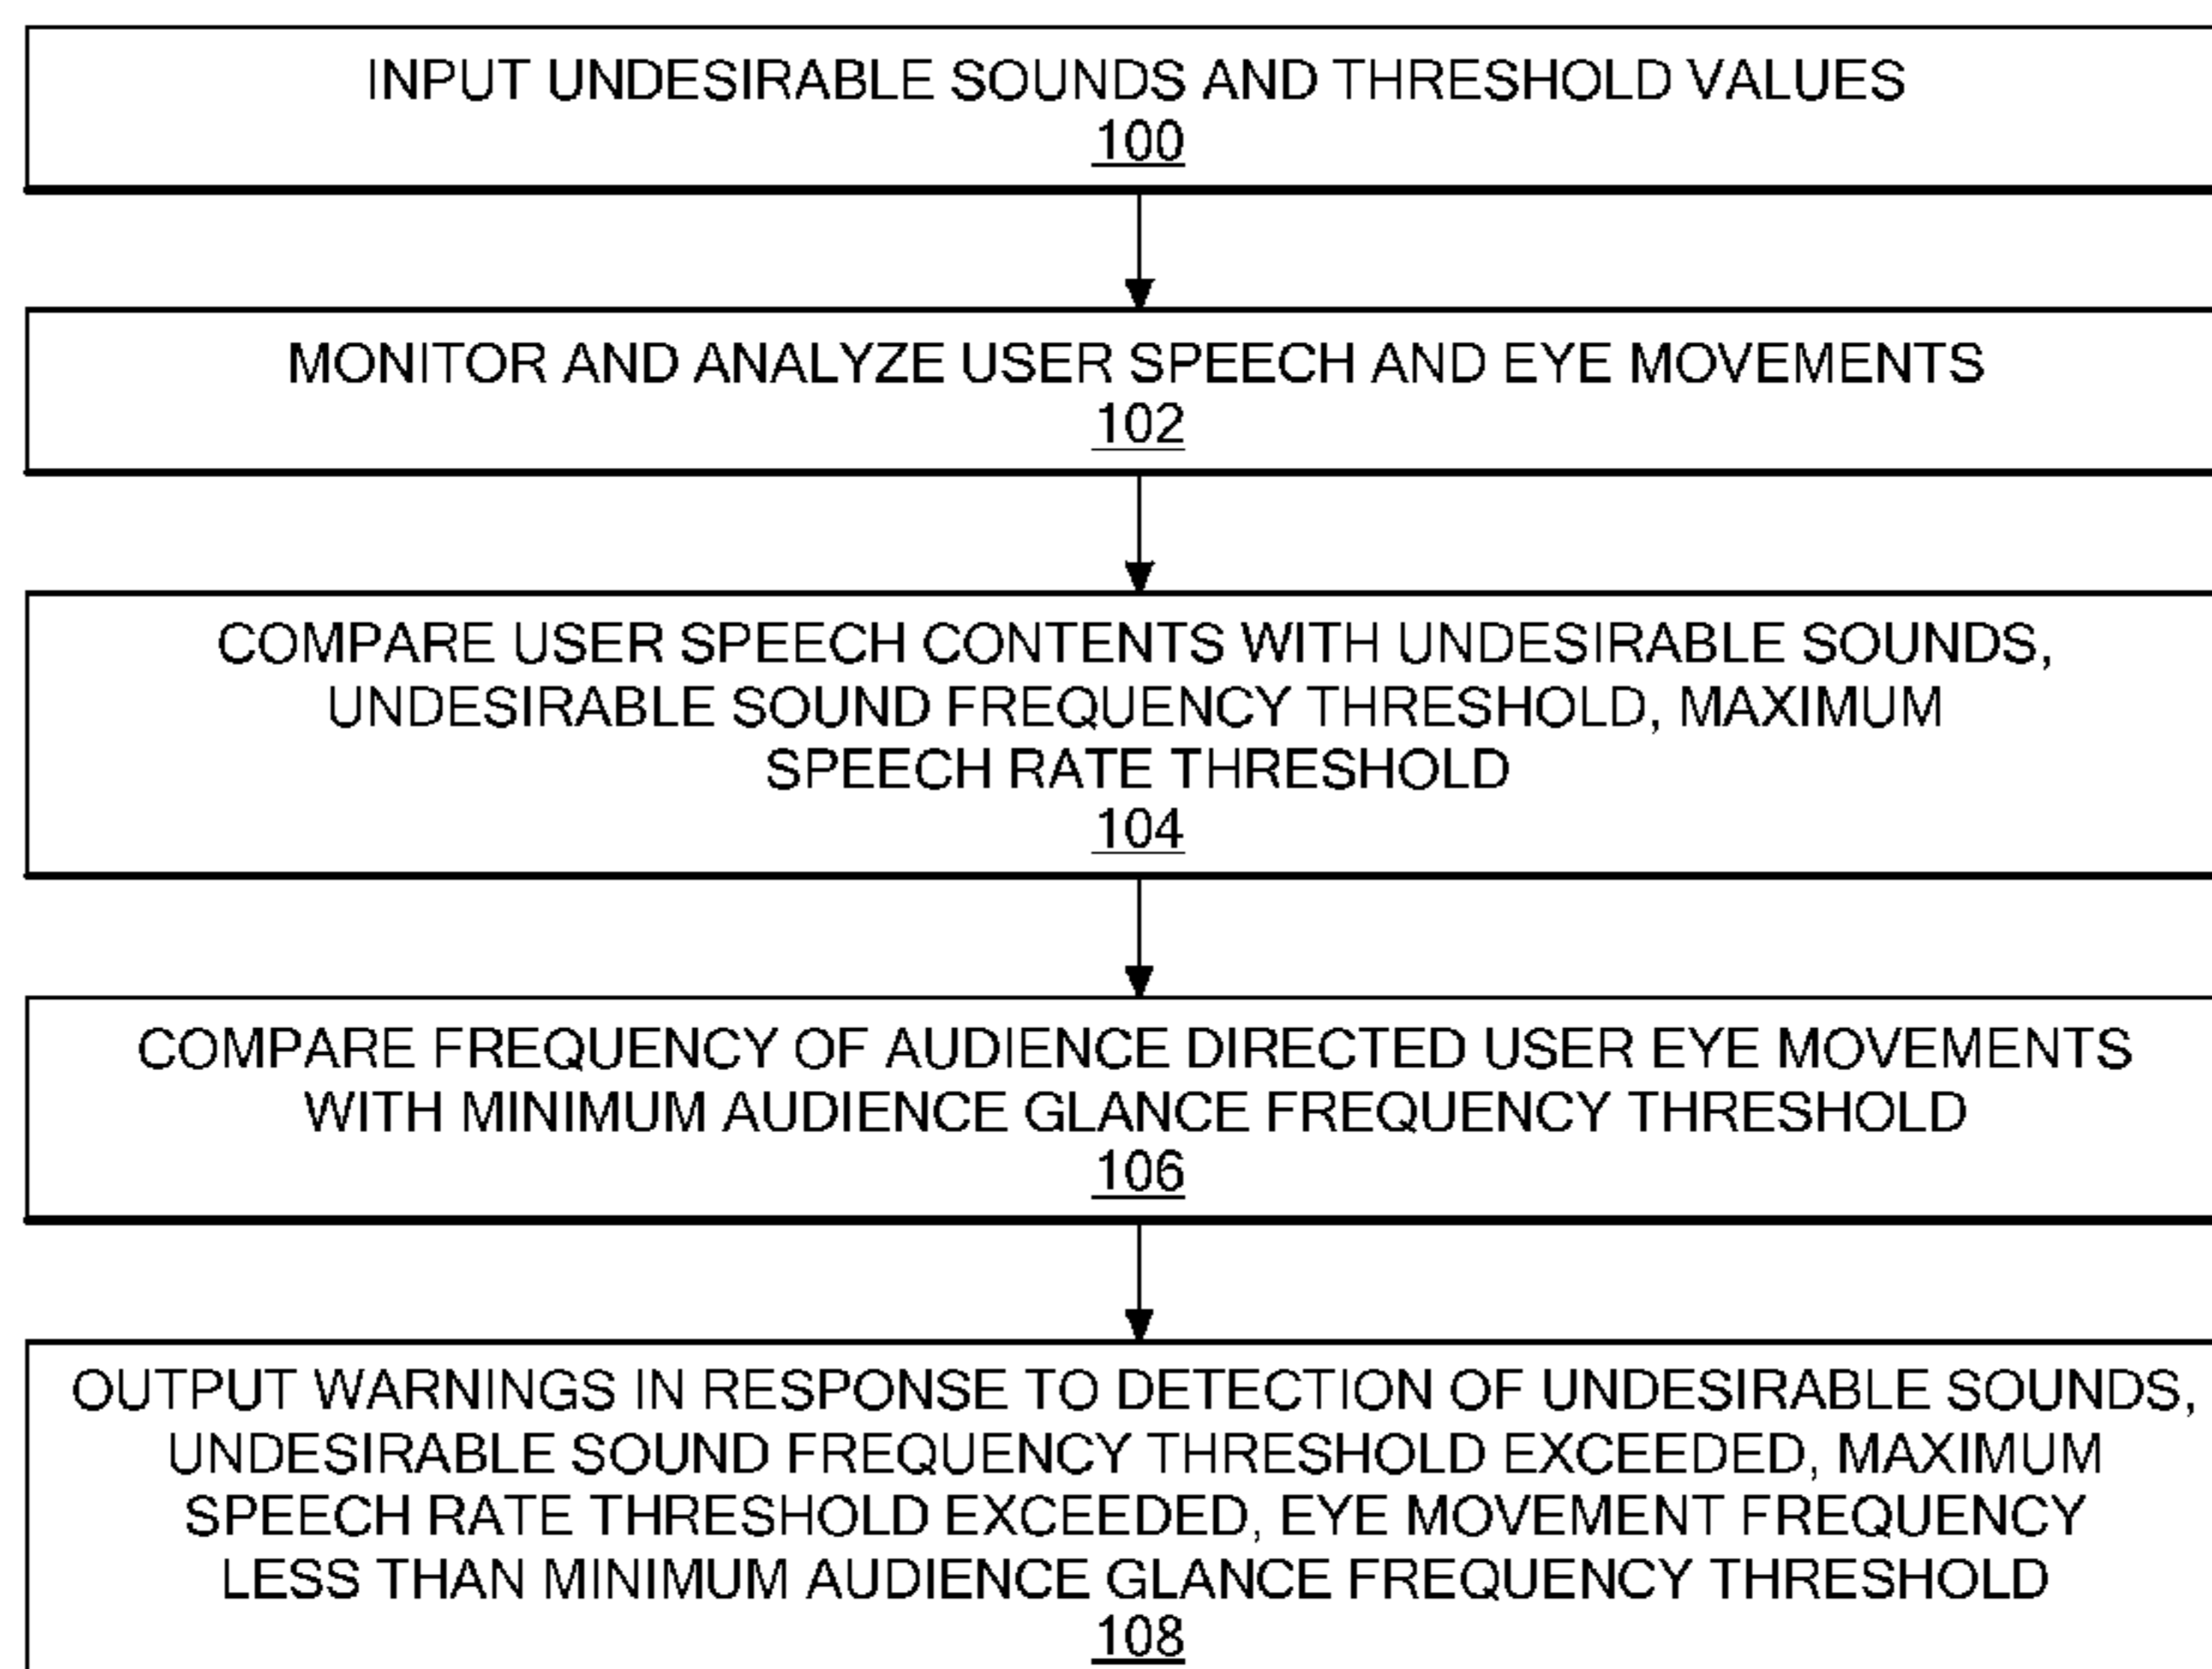 INPUT UNDESIRABLE SOUNDS AND THRESHOLD VALUES
100
MONITOR AND ANALYZE USER SPEECH AND EYE MOVEMENTS
102
COMPARE USER SPEECH CONTENTS WITH UNDESIRABLE SOUNDS,
UNDESIRABLE SOUND FREQUENCY THRESHOLD, MAXIMUM
SPEECH RATE THRESHOLD
104
COMPARE FREQUENCY OF AUDIENCE DIRECTED USER EYE MOVEMENTS
WITH MINIMUM AUDIENCE GLANCE FREQUENCY THRESHOLD
106
OUTPUT WARNINGS IN RESPONSE TO DETECTION OF UNDESIRABLE SOUNDS,
UNDESIRABLE SOUND FREQUENCY THRESHOLD EXCEEDED, MAXIMUM
SPEECH RATE THRESHOLD EXCEEDED, EYE MOVEMENT FREQUENCY
LESS THAN MINIMUM AUDIENCE GLANCE FREQUENCY THRESHOLD
108